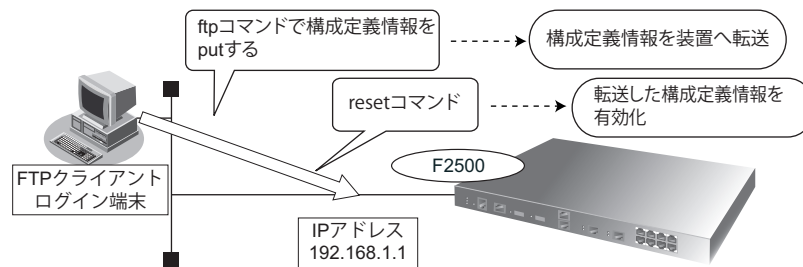 ftpコマンドで構成定義情報を
putする
構成定義情報を装置へ転送
resetコマンド
転送した構成定義情報を
有効化
F2500
FTPクライアント
ログイン端末
IPアドレス
192.168.1.1